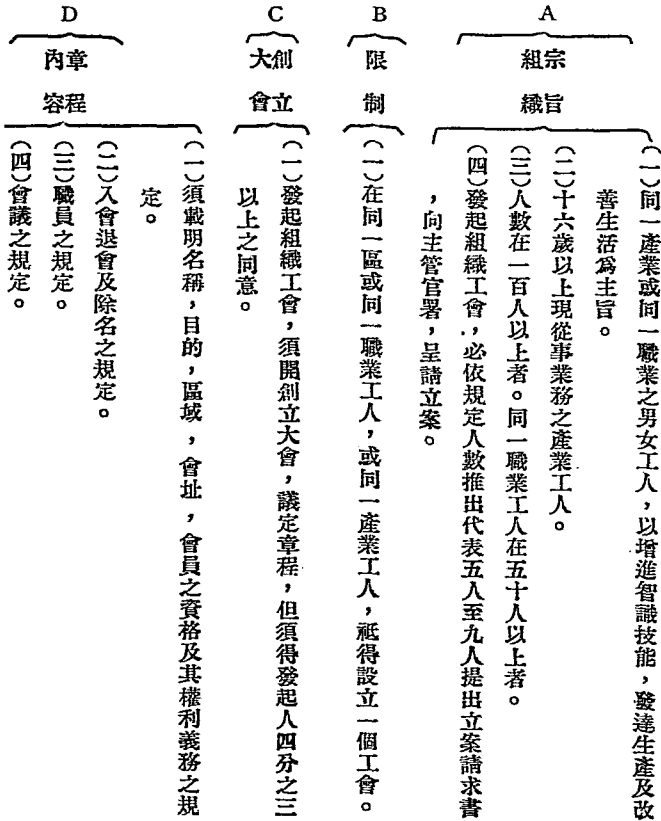 A
宗旨
組織
(一)同一產業或同一職業之男女工人,以增進智識技能,發達生產及改
善生活爲主旨。
(二)十六歲以上現從事業務之產業工人。
(三)人數在一百人以上者。同一職業工人在五十人以上者。
(四)發起組織工會,必依規定人數推出代表五人至九人提出立案請求書
,向主管官署,呈請立案。
B
限制
(一)在同一區或同一職業工人,或同一產業工人,祗得設立一個工會。
C
創立
大會
(一)發起組織工會,須開創立大會,議定章程,但須得發起人四分之三
以上之同意。
D
章程
內容
(一)須載明名稱,目的,區域,會址,會員之資格及其權利義務之規
定。
(二)入會退會及除名之規定。
(三)職員之規定。
(四)會議之規定。